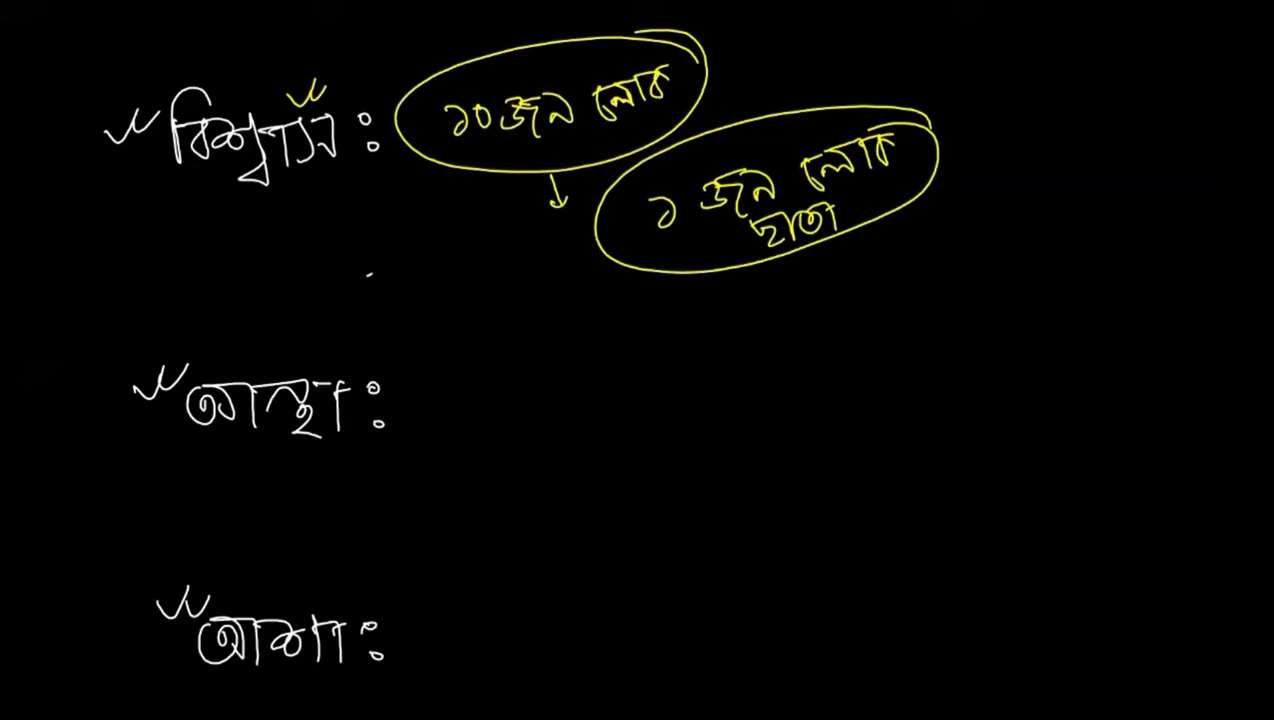 বিশ্বাস : ১০জন লোক
১ জন লোক
ছাতা
আস্থা :
আশা :